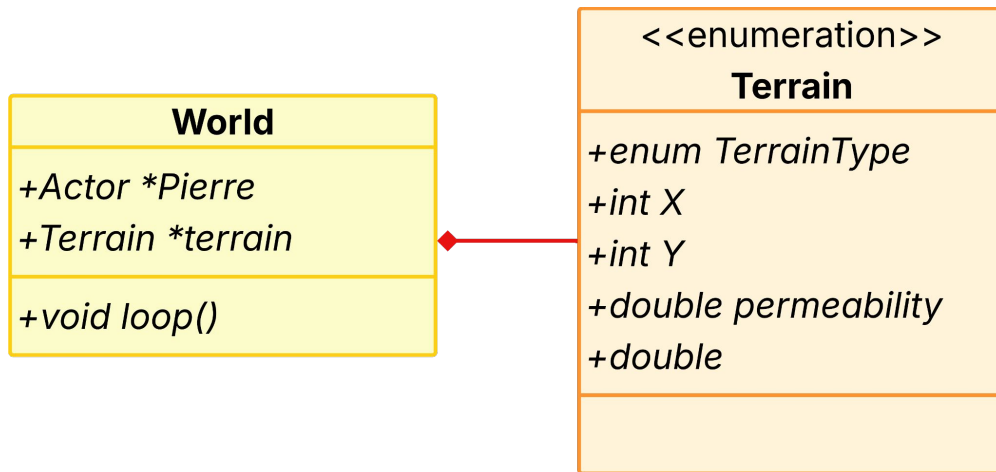 World
+Actor *Pierre
+Terrain *terrain
+void loop()
<<enumeration>>
Terrain
+enum TerrainType
+int X
+int Y
+double permeability
+double